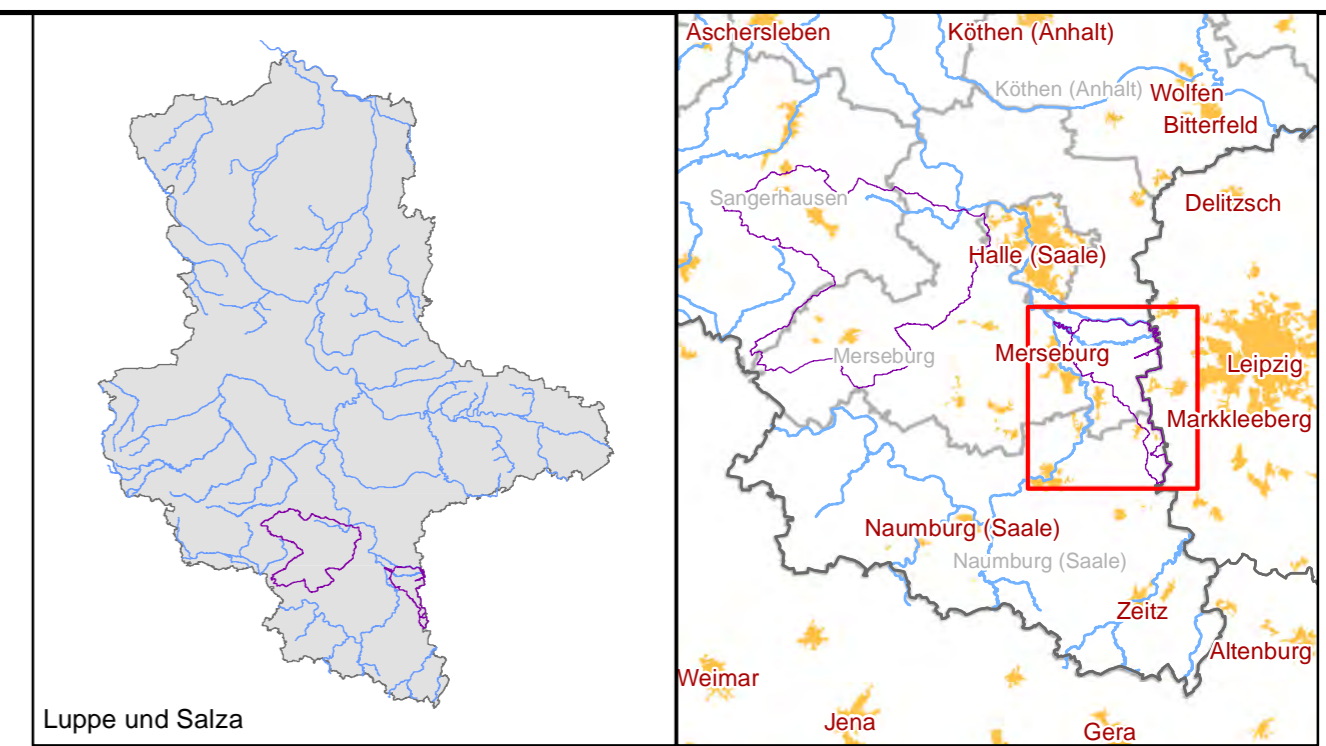 Luppe und Salza
Aschersleben
Köthen (Anhalt)
Köthen (Anhalt)
Wolfen
Bitterfeld
Sangerhausen
Delitzsch
Halle (Saale)
Merseburg
Merseburg
Leipzig
Markkleeberg
Naumburg (Saale)
Naumburg (Saale)
Zeitz
Altenburg
Weimar
Jena
Gera